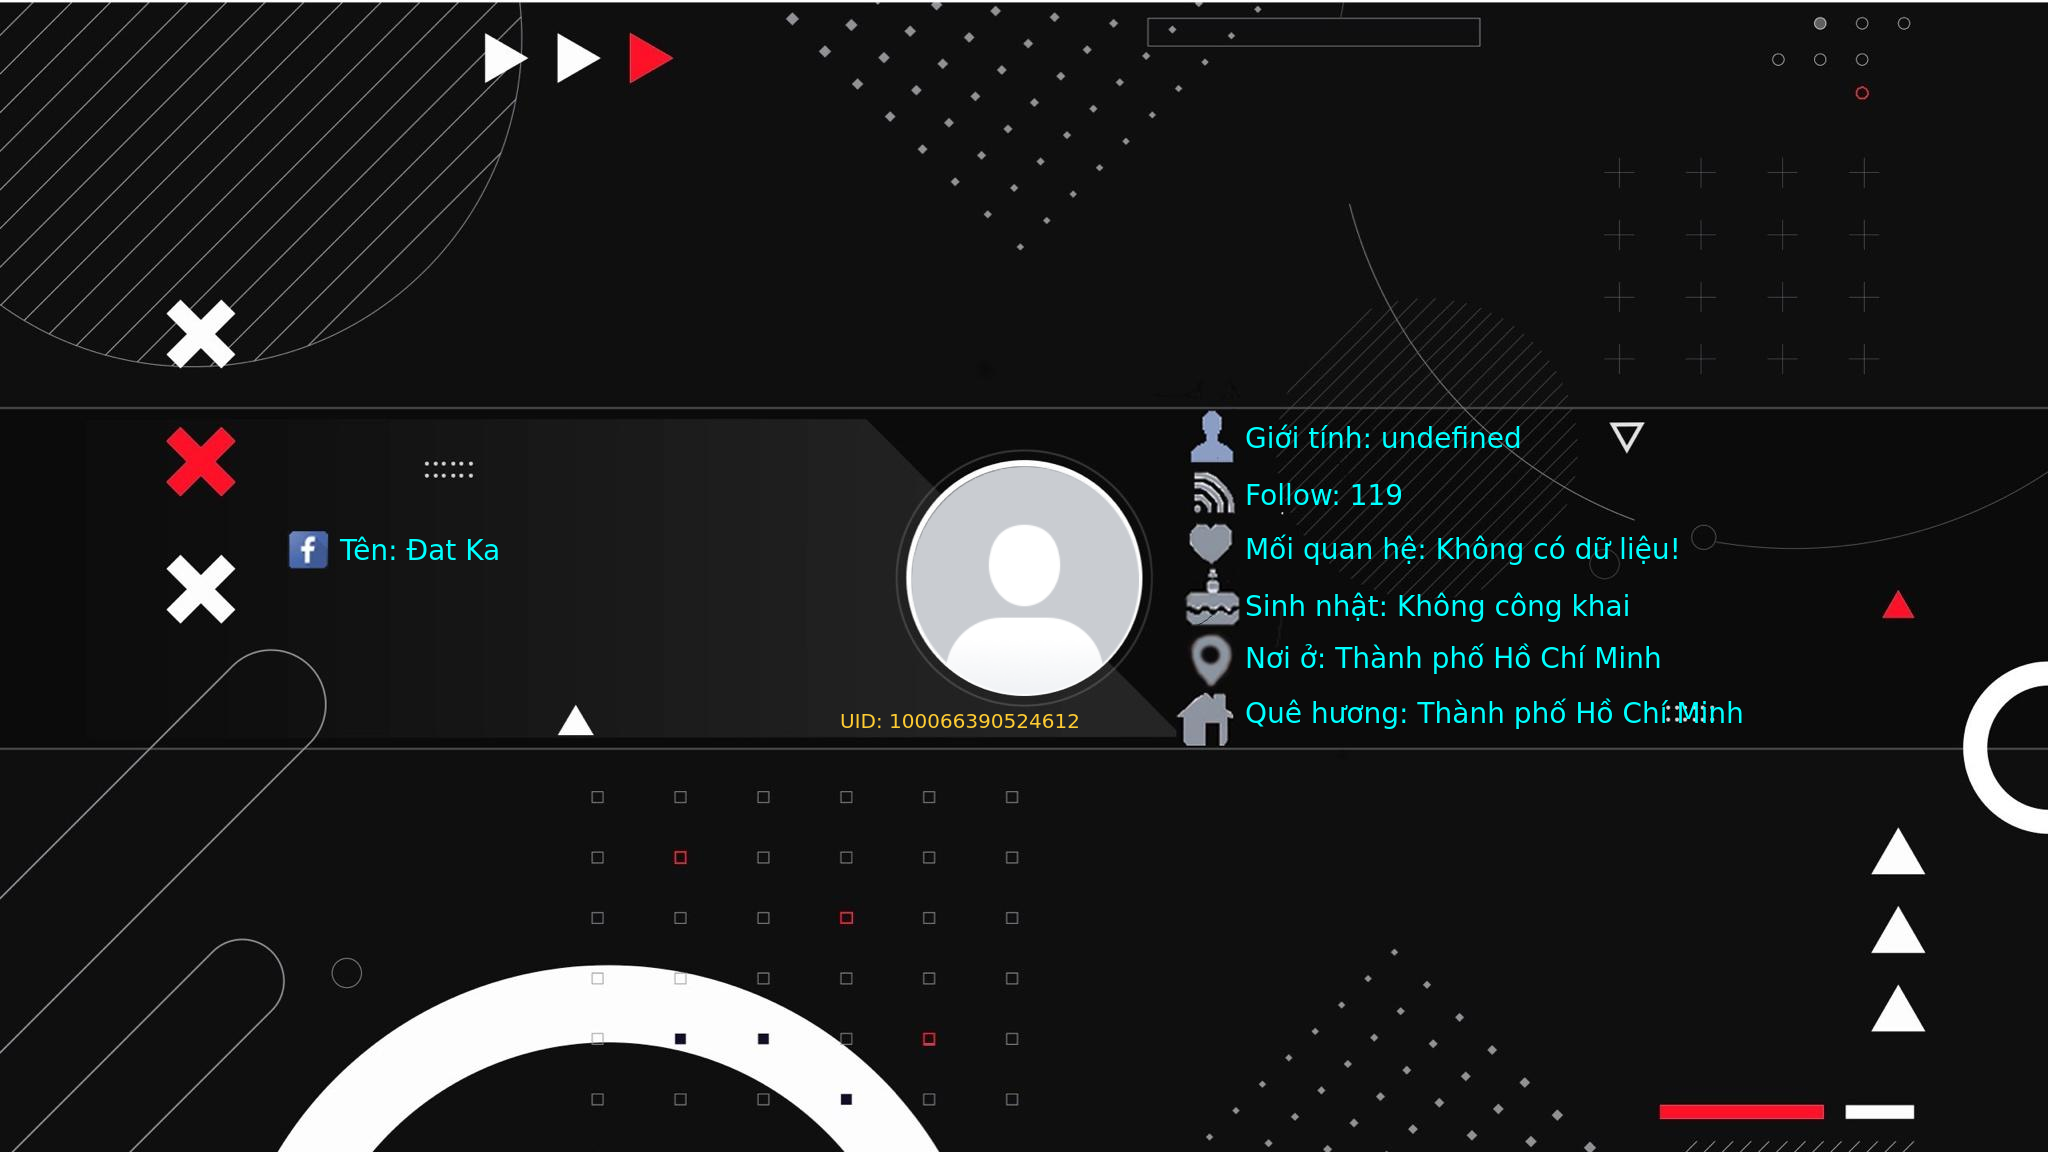 Tên: Đat Ka
UID: 100066390524612
Giới tính: undefined
Follow: 119
Mối quan hệ: Không có dữ liệu!
Sinh nhật: Không công khai
Nơi ở: Thành phố Hồ Chí Minh
Quê hương: Thành phố Hồ Chí Minh